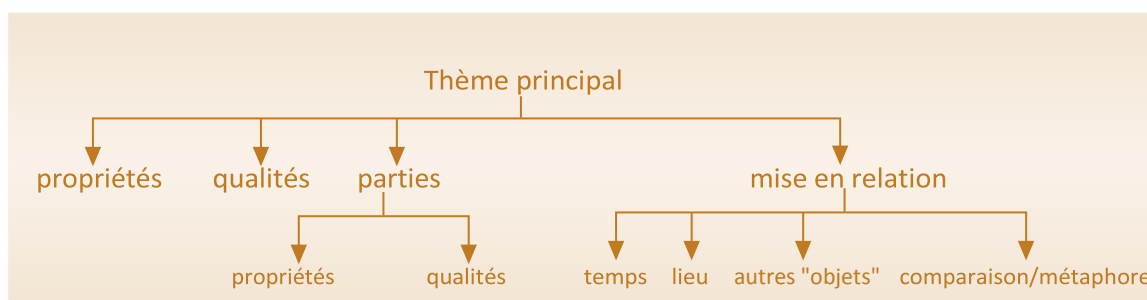 Thème principal
propriétés qualités parties mise en relation
propriétés qualités temps lieu autres "objets" comparaison/métaphore